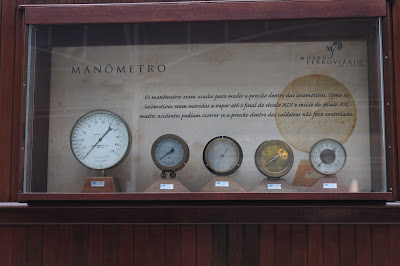 MUSEU
FERROVIÁRIO
MANÔMETRO
Os manômetros eram usados para medir a pressão dentro das locomotivas. Como as
locomotivas eram movidas a vapor até o final do século XIX e início do século XX,
muitos acidentes podiam ocorrer se a pressão dentro das caldeiras não fosse controlada.